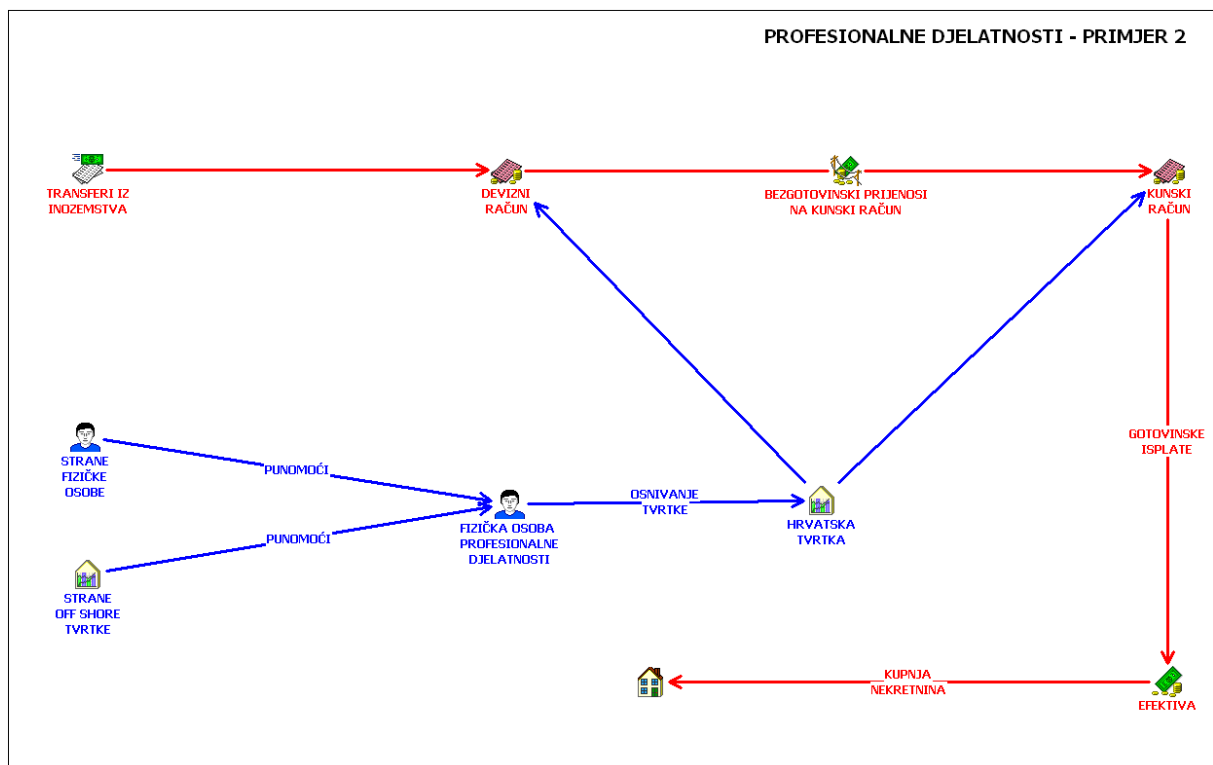 PROFESIONALNE DJELATNOSTI - PRIMJER 2
TRANSFERI IZ
INOZEMSTVA
DEVIZNI
RAČUN
BEZGOTOVINSKI PRIJENOSI
NA KUNSKI RAČUN
KUNSKI
RAČUN
GOTOVINSKE
ISPLATE
STRANE
FIZIČKE
OSOBE
PUNOMOĆI
PUNOMOĆI
FIZIČKA OSOBA
PROFESIONALNE
DJELATNOSTI
OSNIVANJE
TVRTKE
HRVATSKA
TVRTKA
STRANE
OFF SHORE
TVRTKE
KUPNJA
NEKRETNINA
EFEKTIVA